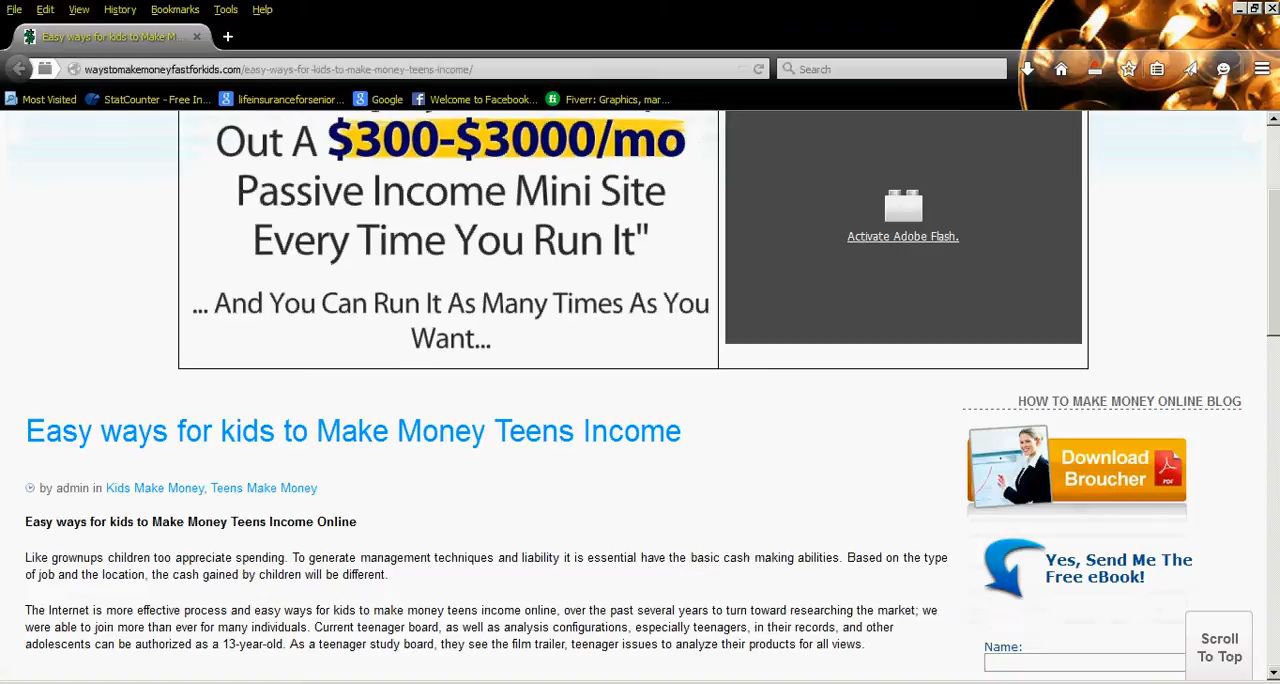 File Edit View History Bookmarks Tools Help
Easy ways for kids to Make M...
waystomakemoneyfastforkids.com/easy-ways-for-kids-to-make-money-teens-income/
Search
Most Visited StatCounter - Free In... lifeinsuranceforsenior... Google Welcome to Facebook... Fiverr: Graphics, mar...
Out A $300-$3000/mo
Passive Income Mini Site
Every Time You Run It"
... And You Can Run It As Many Times As You
Want...
Activate Adobe Flash.
HOW TO MAKE MONEY ONLINE BLOG
Easy ways for kids to Make Money Teens Income
by admin in Kids Make Money, Teens Make Money
Easy ways for kids to Make Money Teens Income Online
Like grownups children too appreciate spending. To generate management techniques and liability it is essential have the basic cash making abilities. Based on the type
of job and the location, the cash gained by children will be different.
The Internet is more effective process and easy ways for kids to make money teens income online, over the past several years to turn toward researching the market; we
were able to join more than ever for many individuals. Current teenager board, as well as analysis configurations, especially teenagers, in their records, and other
adolescents can be authorized as a 13-year-old. As a teenager study board, they see the film trailer, teenager issues to analyze their products for all views.
Download
Broucher
PDF
Yes, Send Me The
Free eBook!
Name:
Scroll
To Top